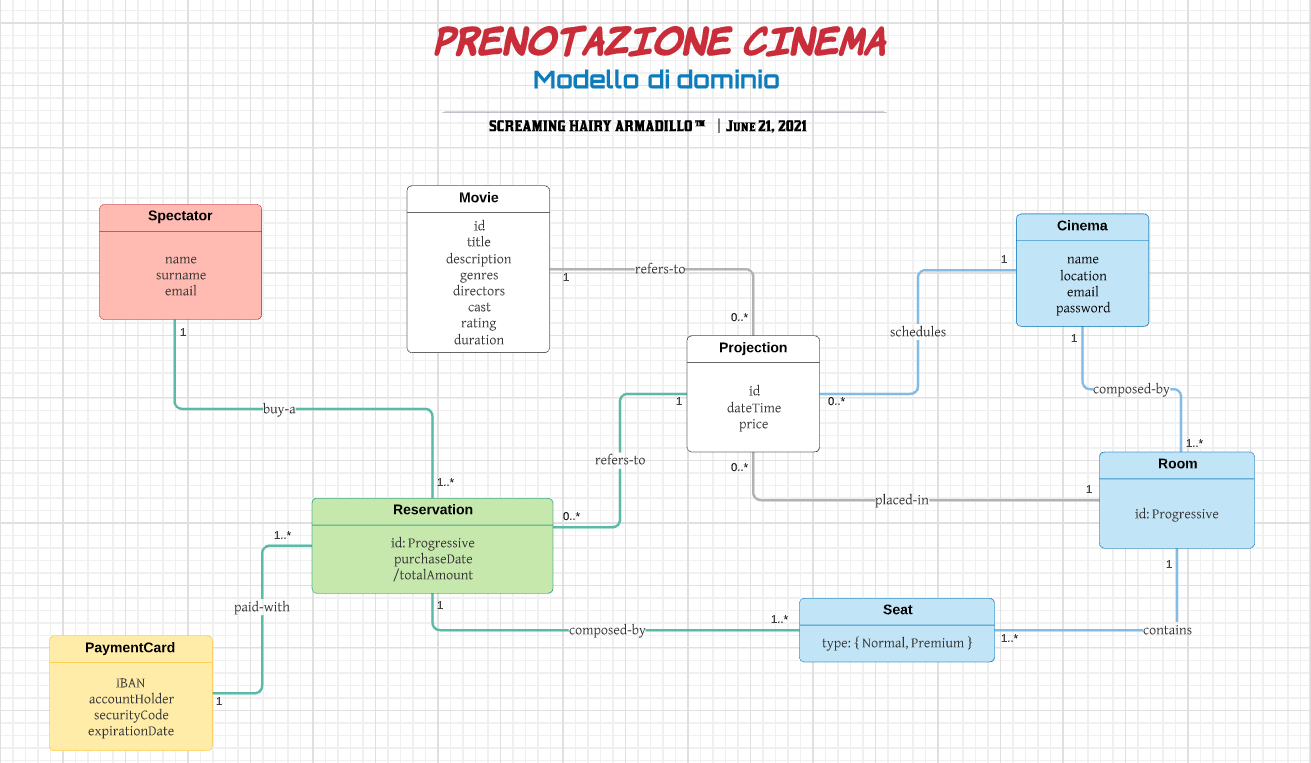 PRENOTAZIONE CINEMA
Modello di dominio
SCREAMING HAIRY ARMADILLO™ | JUNE 21, 2021
Spectator
name
surname
email
1
Movie
id
title
description
genres
directors
cast
rating
duration
1
refers-to
0..*
Cinema
name
location
email
password
1
schedules
0..*
1
composed-by
1..*
Projection
id
dateTime
price
1
refers-to
0..*
0..*
placed-in
1
buy-a
1..*
Room
id: Progressive
1
contains
1..*
Reservation
id: Progressive
purchaseDate
/totalAmount
1..*
paid-with
1
1
composed-by
1..*
Seat
type: { Normal, Premium }
PaymentCard
IBAN
accountHolder
securityCode
expirationDate